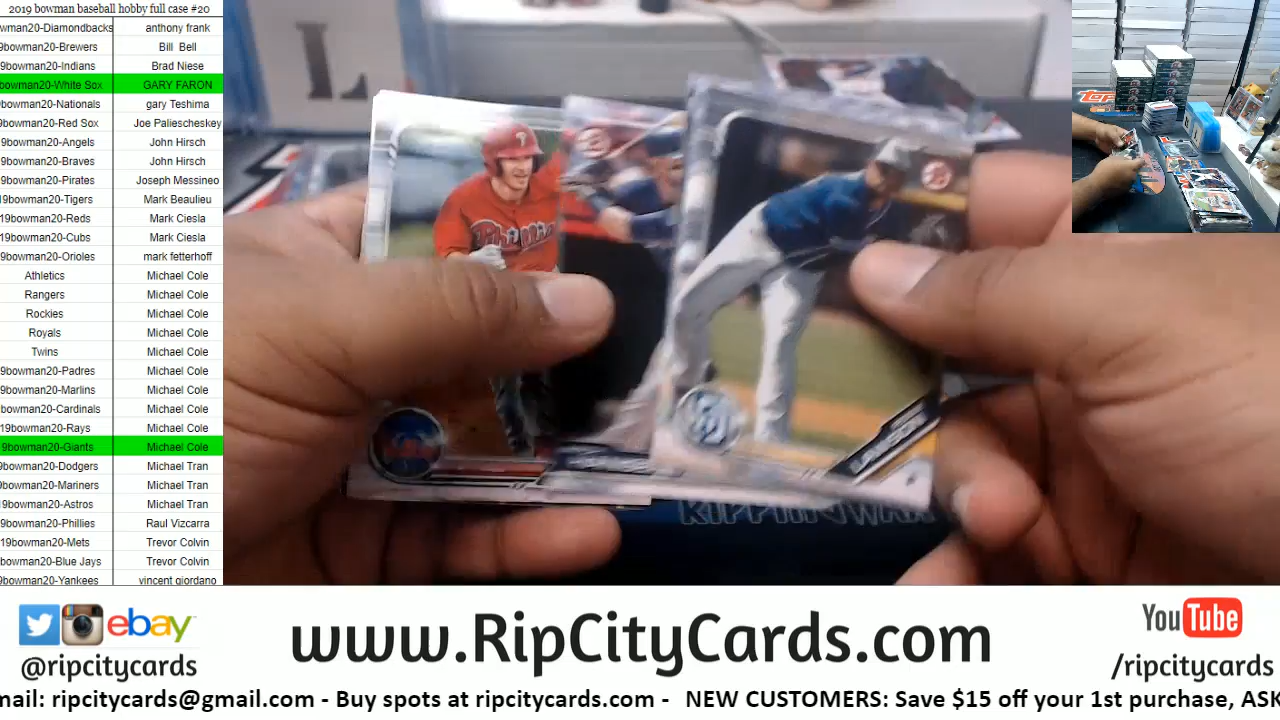 2019 bowman baseball hobby full case #20
wman20-Diamondbacks anthony frank
9bowman20-Brewers Bill Bell
9bowman20-Indians Brad Niese
bowman20-White Sox GARY FARON
9bowman20-Nationals gary Teshima
9bowman20-Red Sox Joe Paliescheskey
9bowman20-Angels John Hirsch
9bowman20-Braves John Hirsch
9bowman20-Pirates Joseph Messineo
19bowman20-Tigers Mark Beaulieu
19bowman20-Reds Mark Ciesla
19bowman20-Cubs Mark Ciesla
9bowman20-Orioles mark fetterhoff
Athletics Michael Cole
Rangers Michael Cole
Rockies Michael Cole
Royals Michael Cole
Twins Michael Cole
9bowman20-Padres Michael Cole
9bowman20-Marlins Michael Cole
bowman20-Cardinals Michael Cole
19bowman20-Rays Michael Cole
9bowman20-Giants Michael Cole
9bowman20-Dodgers Michael Tran
9bowman20-Mariners Michael Tran
19bowman20-Astros Michael Tran
9bowman20-Phillies Raul Vizcarra
19bowman20-Mets Trevor Colvin
bowman20-Blue Jays Trevor Colvin
9bowman20-Yankees vincent giordano
Phillie
ebay
@ripcitycards
www.RipCityCards.com
YouTube
/ripcitycards
mail: ripcitycards@gmail.com - Buy spots at ripcitycards.com - NEW CUSTOMERS: Save $15 off your 1st purchase, ASK